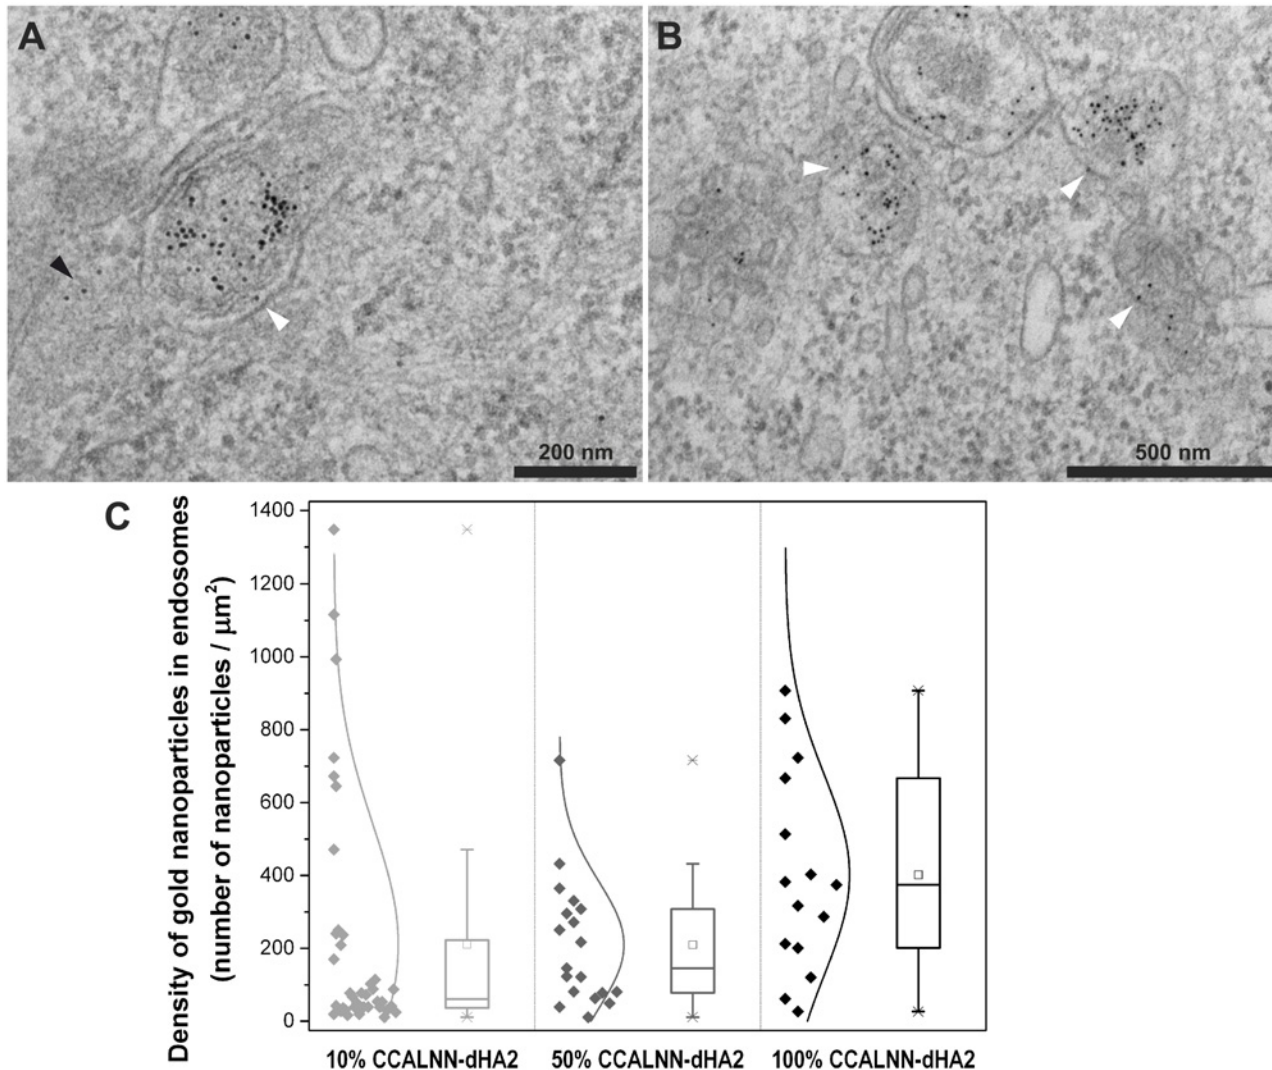 A
B
200 nm
500 nm
C
Density of gold nanoparticles in endosomes
(number of nanoparticles / μm²)
1400
1200
1000
800
600
400
200
0
10% CCALNN-dHA2
50% CCALNN-dHA2
100% CCALNN-dHA2